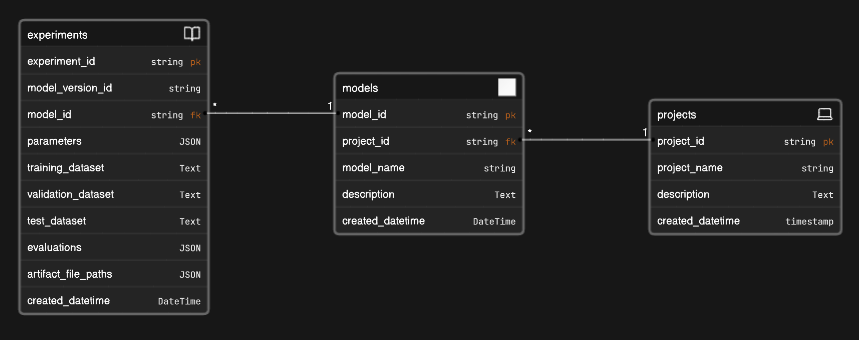 experiments
experiment_id string pk
model_version_id string
model_id string fk
parameters JSON
training_dataset Text
validation_dataset Text
test_dataset Text
evaluations JSON
artifact_file_paths JSON
created_datetime DateTime
* 1
models
model_id string pk
project_id string fk
model_name string
description Text
created_datetime DateTime
* 1
projects
project_id string pk
project_name string
description Text
created_datetime timestamp